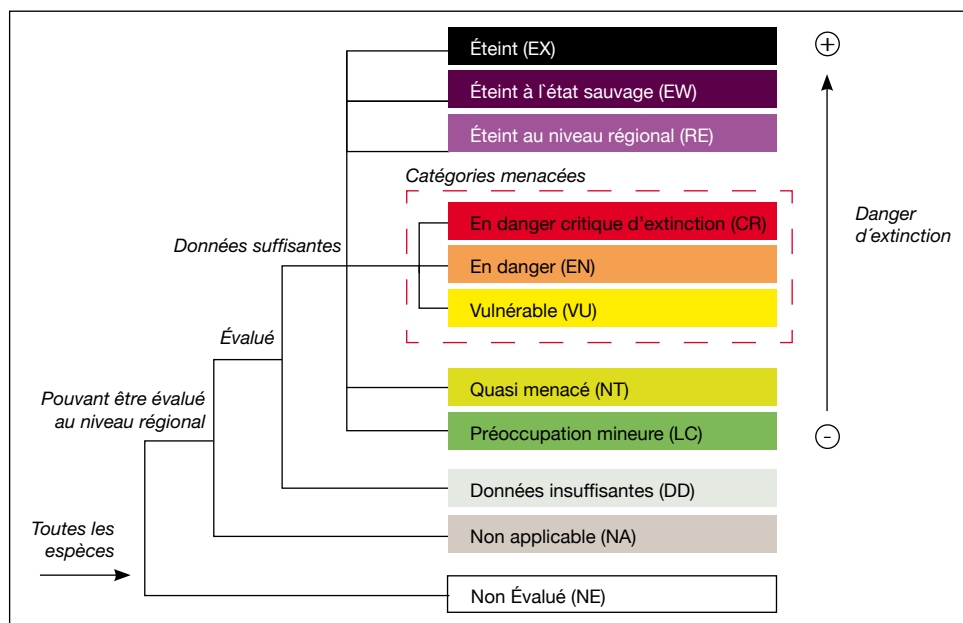 Éteint (EX)
Éteint à l`état sauvage (EW)
Éteint au niveau régional (RE)
Catégories menacées
En danger critique d'extinction (CR)
En danger (EN)
Vulnérable (VU)
Données suffisantes
Évalué
Quasi menacé (NT)
Préoccupation mineure (LC)
Pouvant être évalué
au niveau régional
Données insuffisantes (DD)
Non applicable (NA)
Toutes les
espèces
Non Évalué (NE)
+
Danger
d´extinction
-